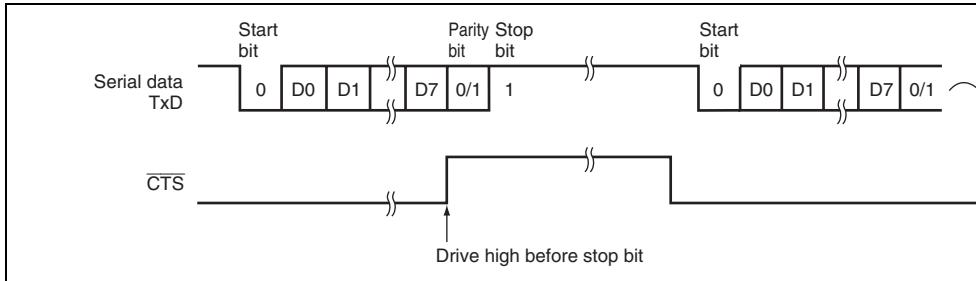 Start
bit
Parity
bit
Stop
bit
Start
bit
Serial data
TxD
0 D0 D1 D7 0/1 1 0 D0 D1 D7 0/1
CTS
Drive high before stop bit